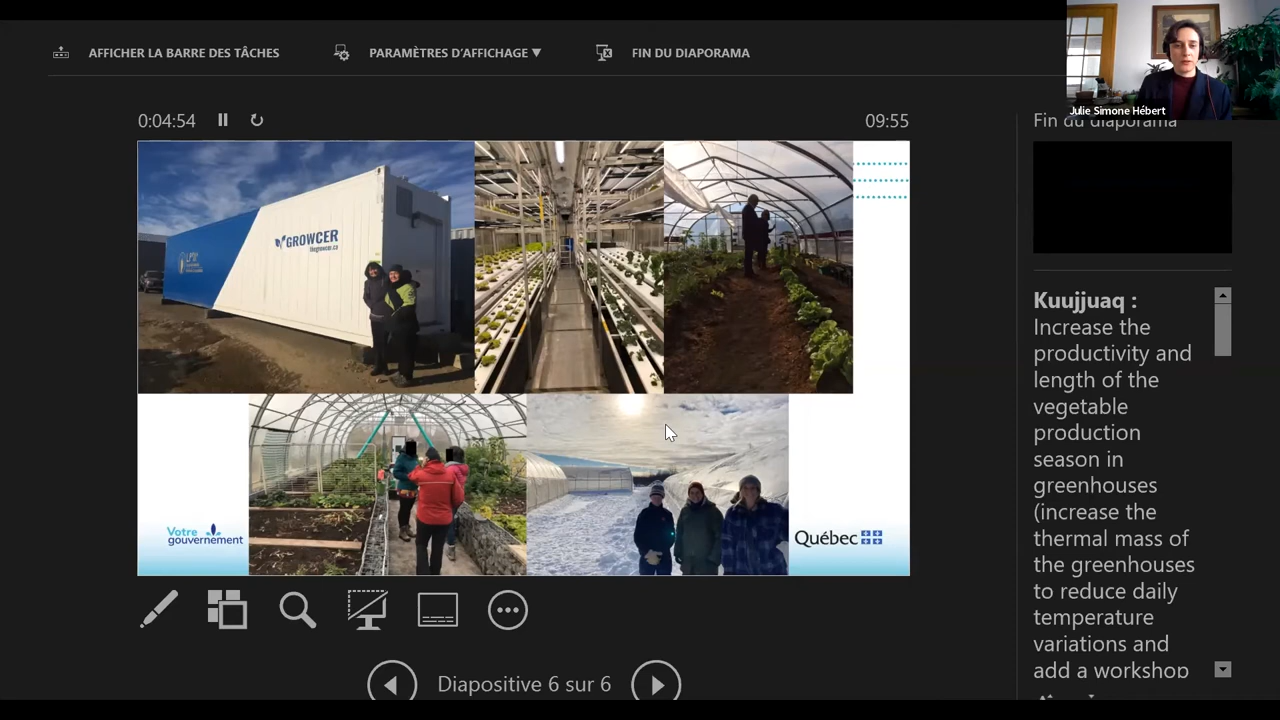 AFFICHER LA BARRE DES TÂCHES
PARAMÈTRES D'AFFICHAGE ▼
FIN DU DIAPORAMA
Julie Simone Hébert
0:04:54
09:55
Fin du diaporama
GROWCER
thegrowcer.ca
Votre
gouvernement
Québec
Kuujjuaq :
Increase the
productivity and
length of the
vegetable
production
season in
greenhouses
(increase the
thermal mass of
the greenhouses
to reduce daily
temperature
variations and
add a workshop
Diapositive 6 sur 6